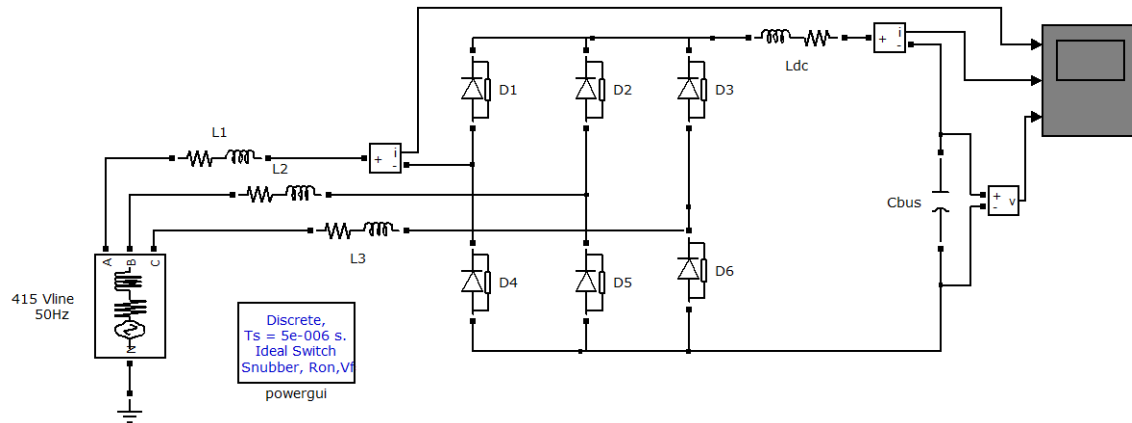 +
i
-
Ldc
D1
D2
D3
L1
+
i
-
L2
Cbus
+
-
v
L3
A
B
C
D4
D5
D6
415 Vline
50Hz
N
Discrete,
Ts = 5e-006 s.
Ideal Switch
Snubber, Ron,Vf
powergui